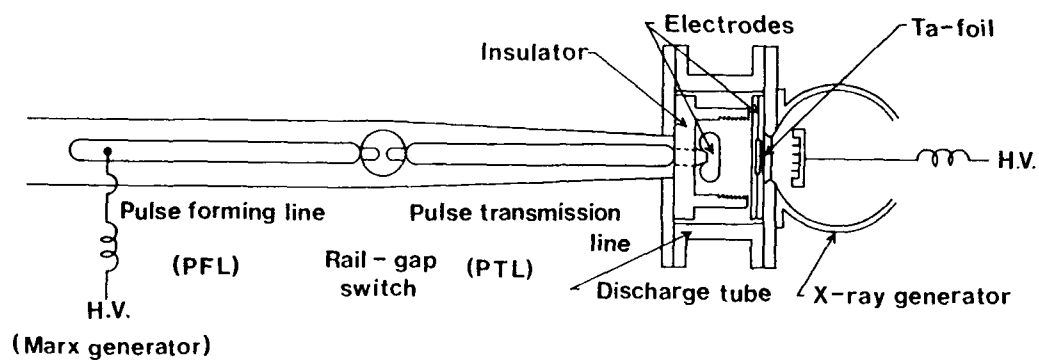 Electrodes
Ta-foil
Insulator
H.V.
Pulse forming line
(PFL)
Rail-gap
switch
Pulse transmission
line
(PTL)
Discharge tube
X-ray generator
H.V.
(Marx generator)